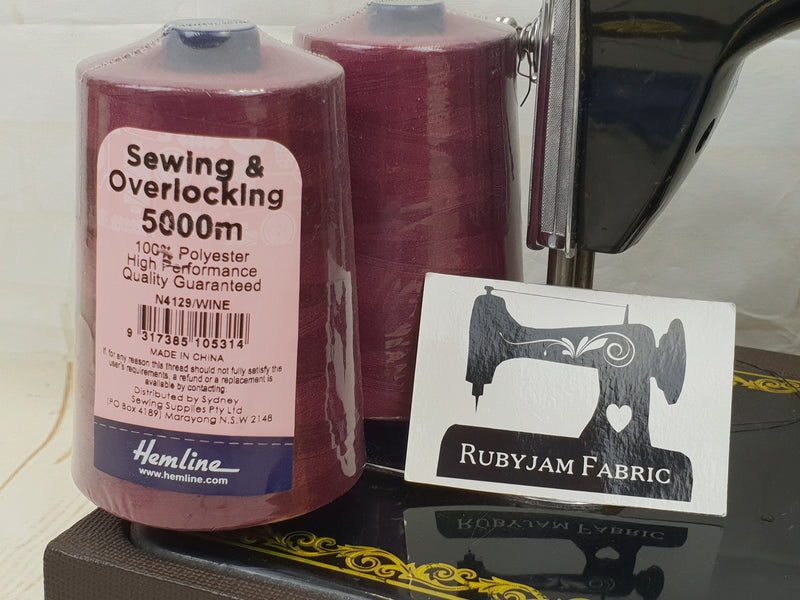 Sewing &
Overlocking
5000m
100% Polyester
High Performance
Quality Guaranteed
N4129/WINE
9 317385 105314
MADE IN CHINA
If, for any reason this thread should not fully satisfy the
user's requirements, a refund or a replacement is
available by contacting:
Distributed by Sydney
Sewing Supplies Pty Ltd
(PO Box 4189) Marayong N.S.W 2148
Hemline
www.hemline.com
RUBYJAM FABRIC